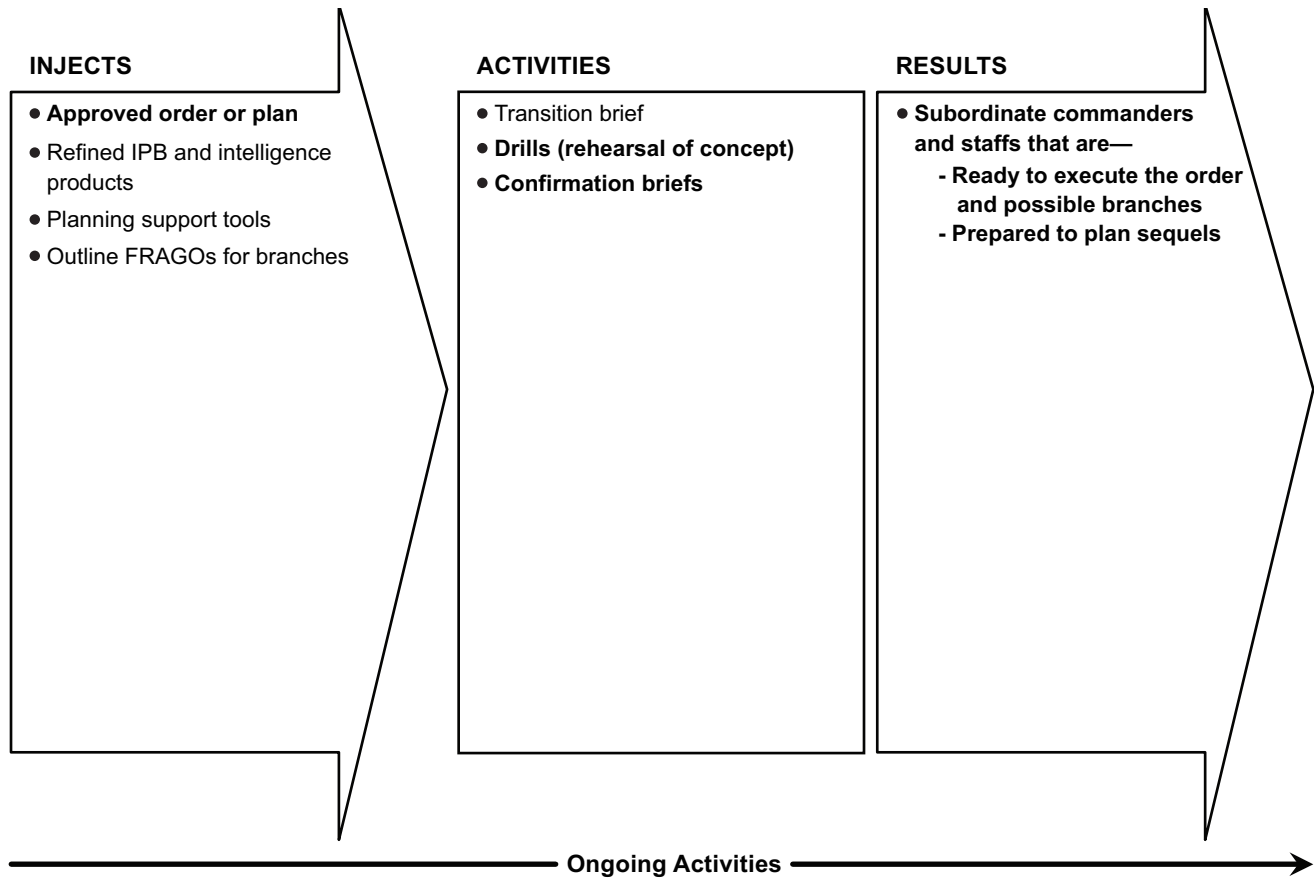 INJECTS
• Approved order or plan
• Refined IPB and intelligence
products
• Planning support tools
• Outline FRAGOs for branches
ACTIVITIES
• Transition brief
• Drills (rehearsal of concept)
• Confirmation briefs
RESULTS
• Subordinate commanders
and staffs that are—
- Ready to execute the order
and possible branches
- Prepared to plan sequels
Ongoing Activities